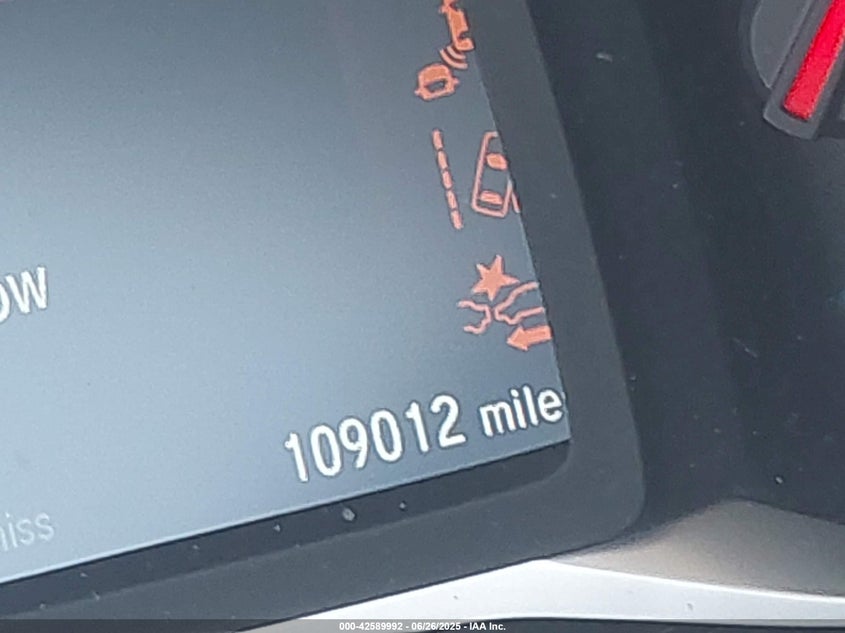 ow
109012 mile
iss
000-42589992 - 06/26/2025 - IAA Inc.